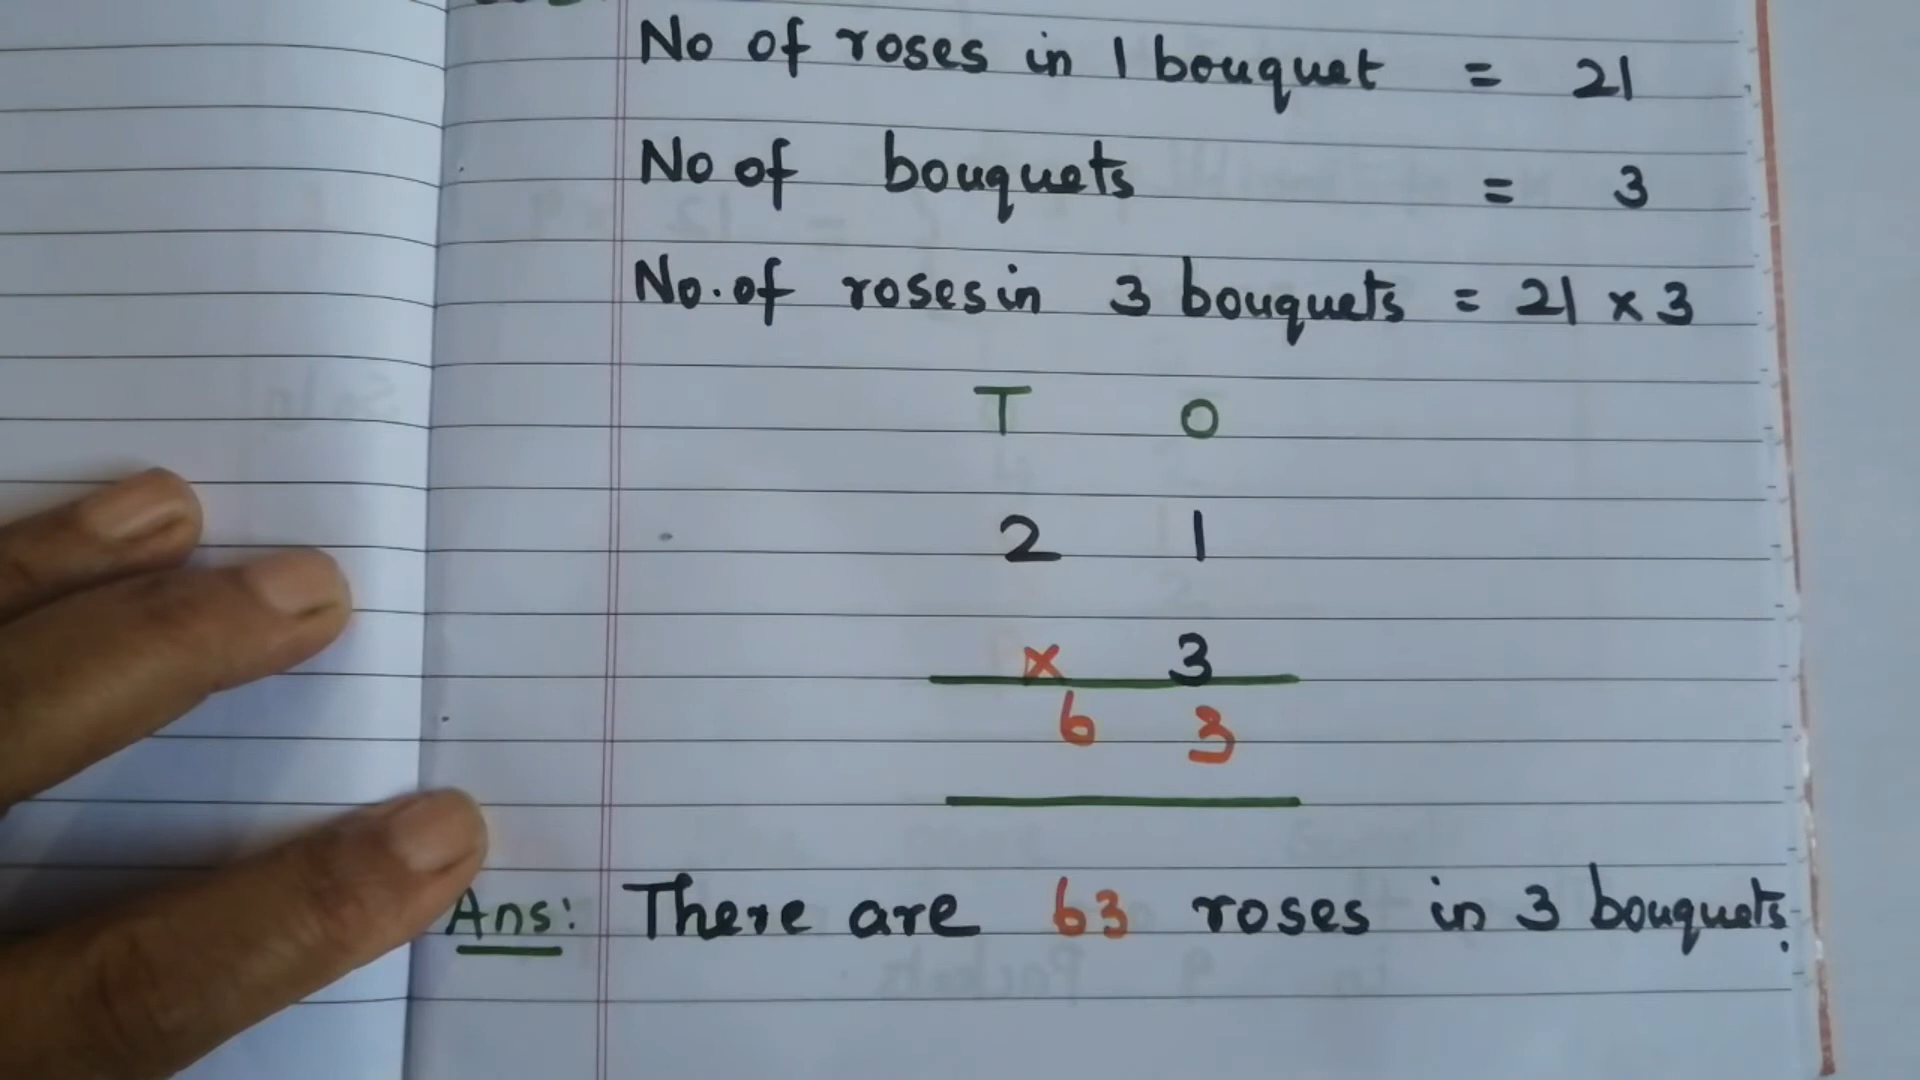 No of roses in 1 bouquet = 21
No of bouquets = 3
No. of roses in 3 bouquets = 21 x 3
T O
2 1
x 3
6 3
Ans: There are 63 roses in 3 bouquets.